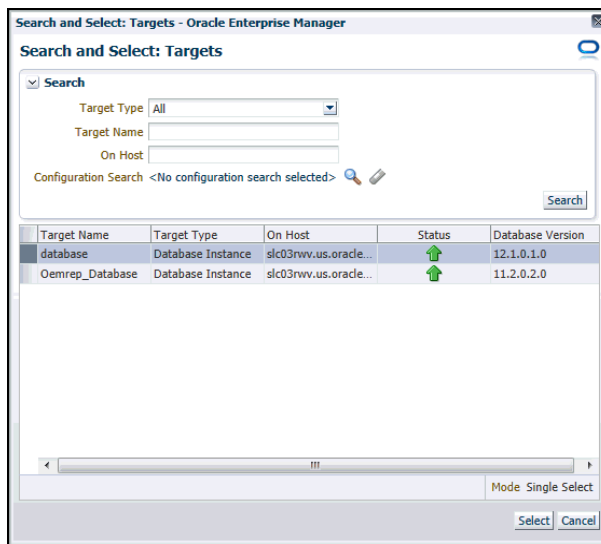 Search and Select: Targets - Oracle Enterprise Manager
Search and Select: Targets
Search
Target Type All
Target Name
On Host
Configuration Search <No configuration search selected>
Search
Target Name Target Type On Host Status Database Version
database Database Instance slc03rwv.us.oracle... 12.1.0.1.0
Oemrep_Database Database Instance slc03rwv.us.oracle... 11.2.0.2.0
Mode Single Select
Select Cancel